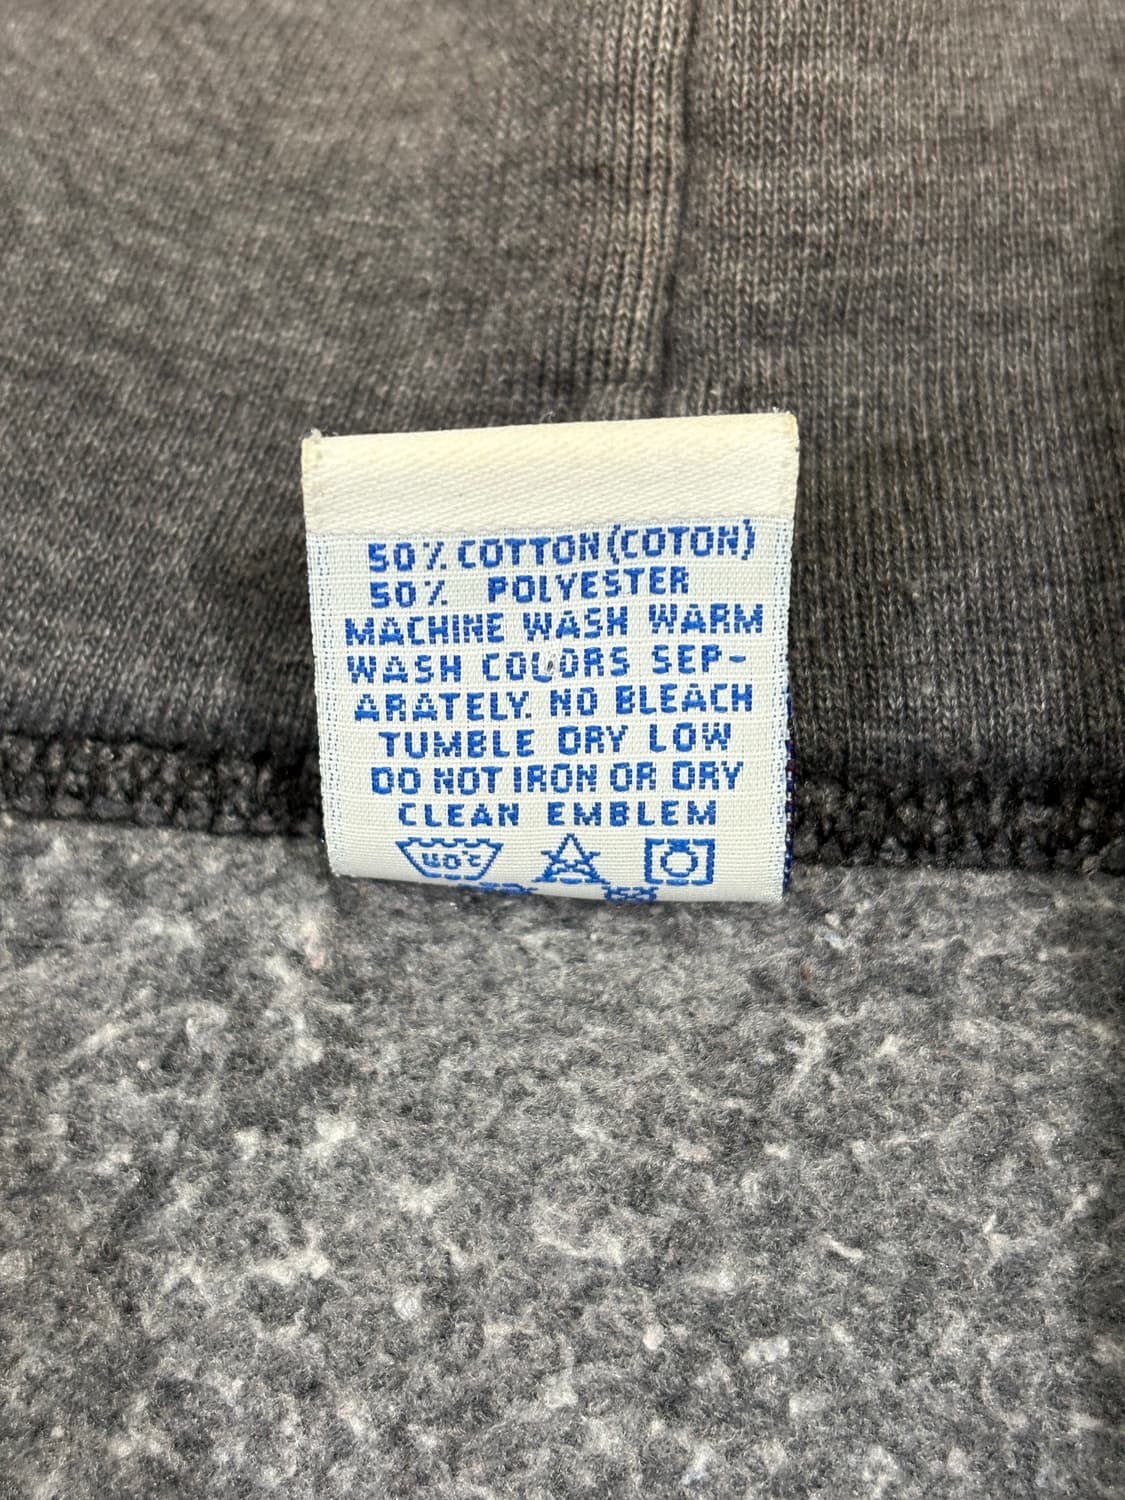 50% COTTON (COTON)
50% POLYESTER
MACHINE WASH WARM
WASH COLORS SEP-
ARATELY. NO BLEACH
TUMBLE DRY LOW
DO NOT IRON OR DRY
CLEAN EMBLEM
40°C